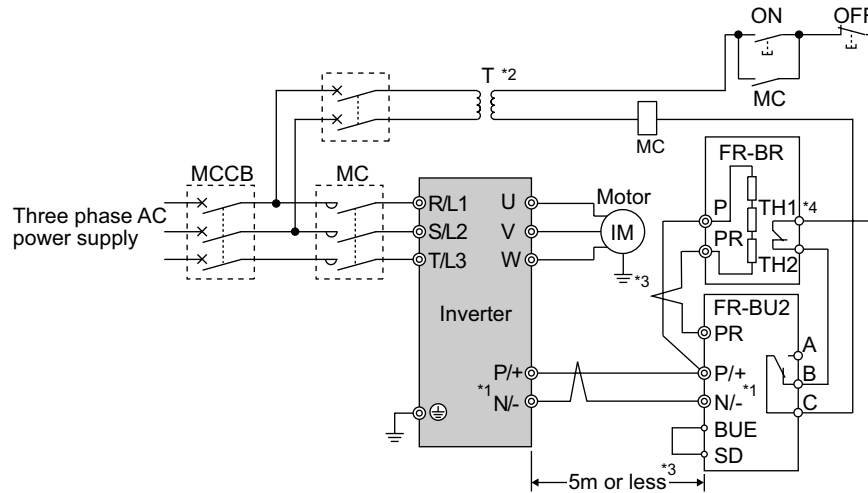 ON
OFF
T *2
MC
MC
FR-BR
MCCB
MC
Motor
P
TH1 *4
Three phase AC
power supply
R/L1
U
S/L2
V
IM
PR
T/L3
W
*3
TH2
FR-BU2
Inverter
PR
A
P/+
P/+
B
*1 N/-
N/- *1
C
BUE
SD
5m or less *3